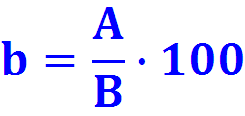 b = A/B · 100